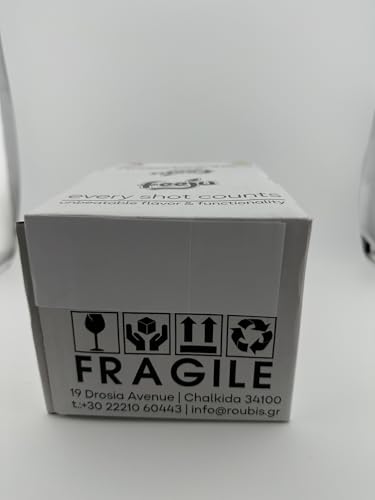 every shot counts
unbeatable flavor & functionality
FRAGILE
19 Drosia Avenue | Chalkida 34100
t.:+30 22210 60443 | info@roubis.gr